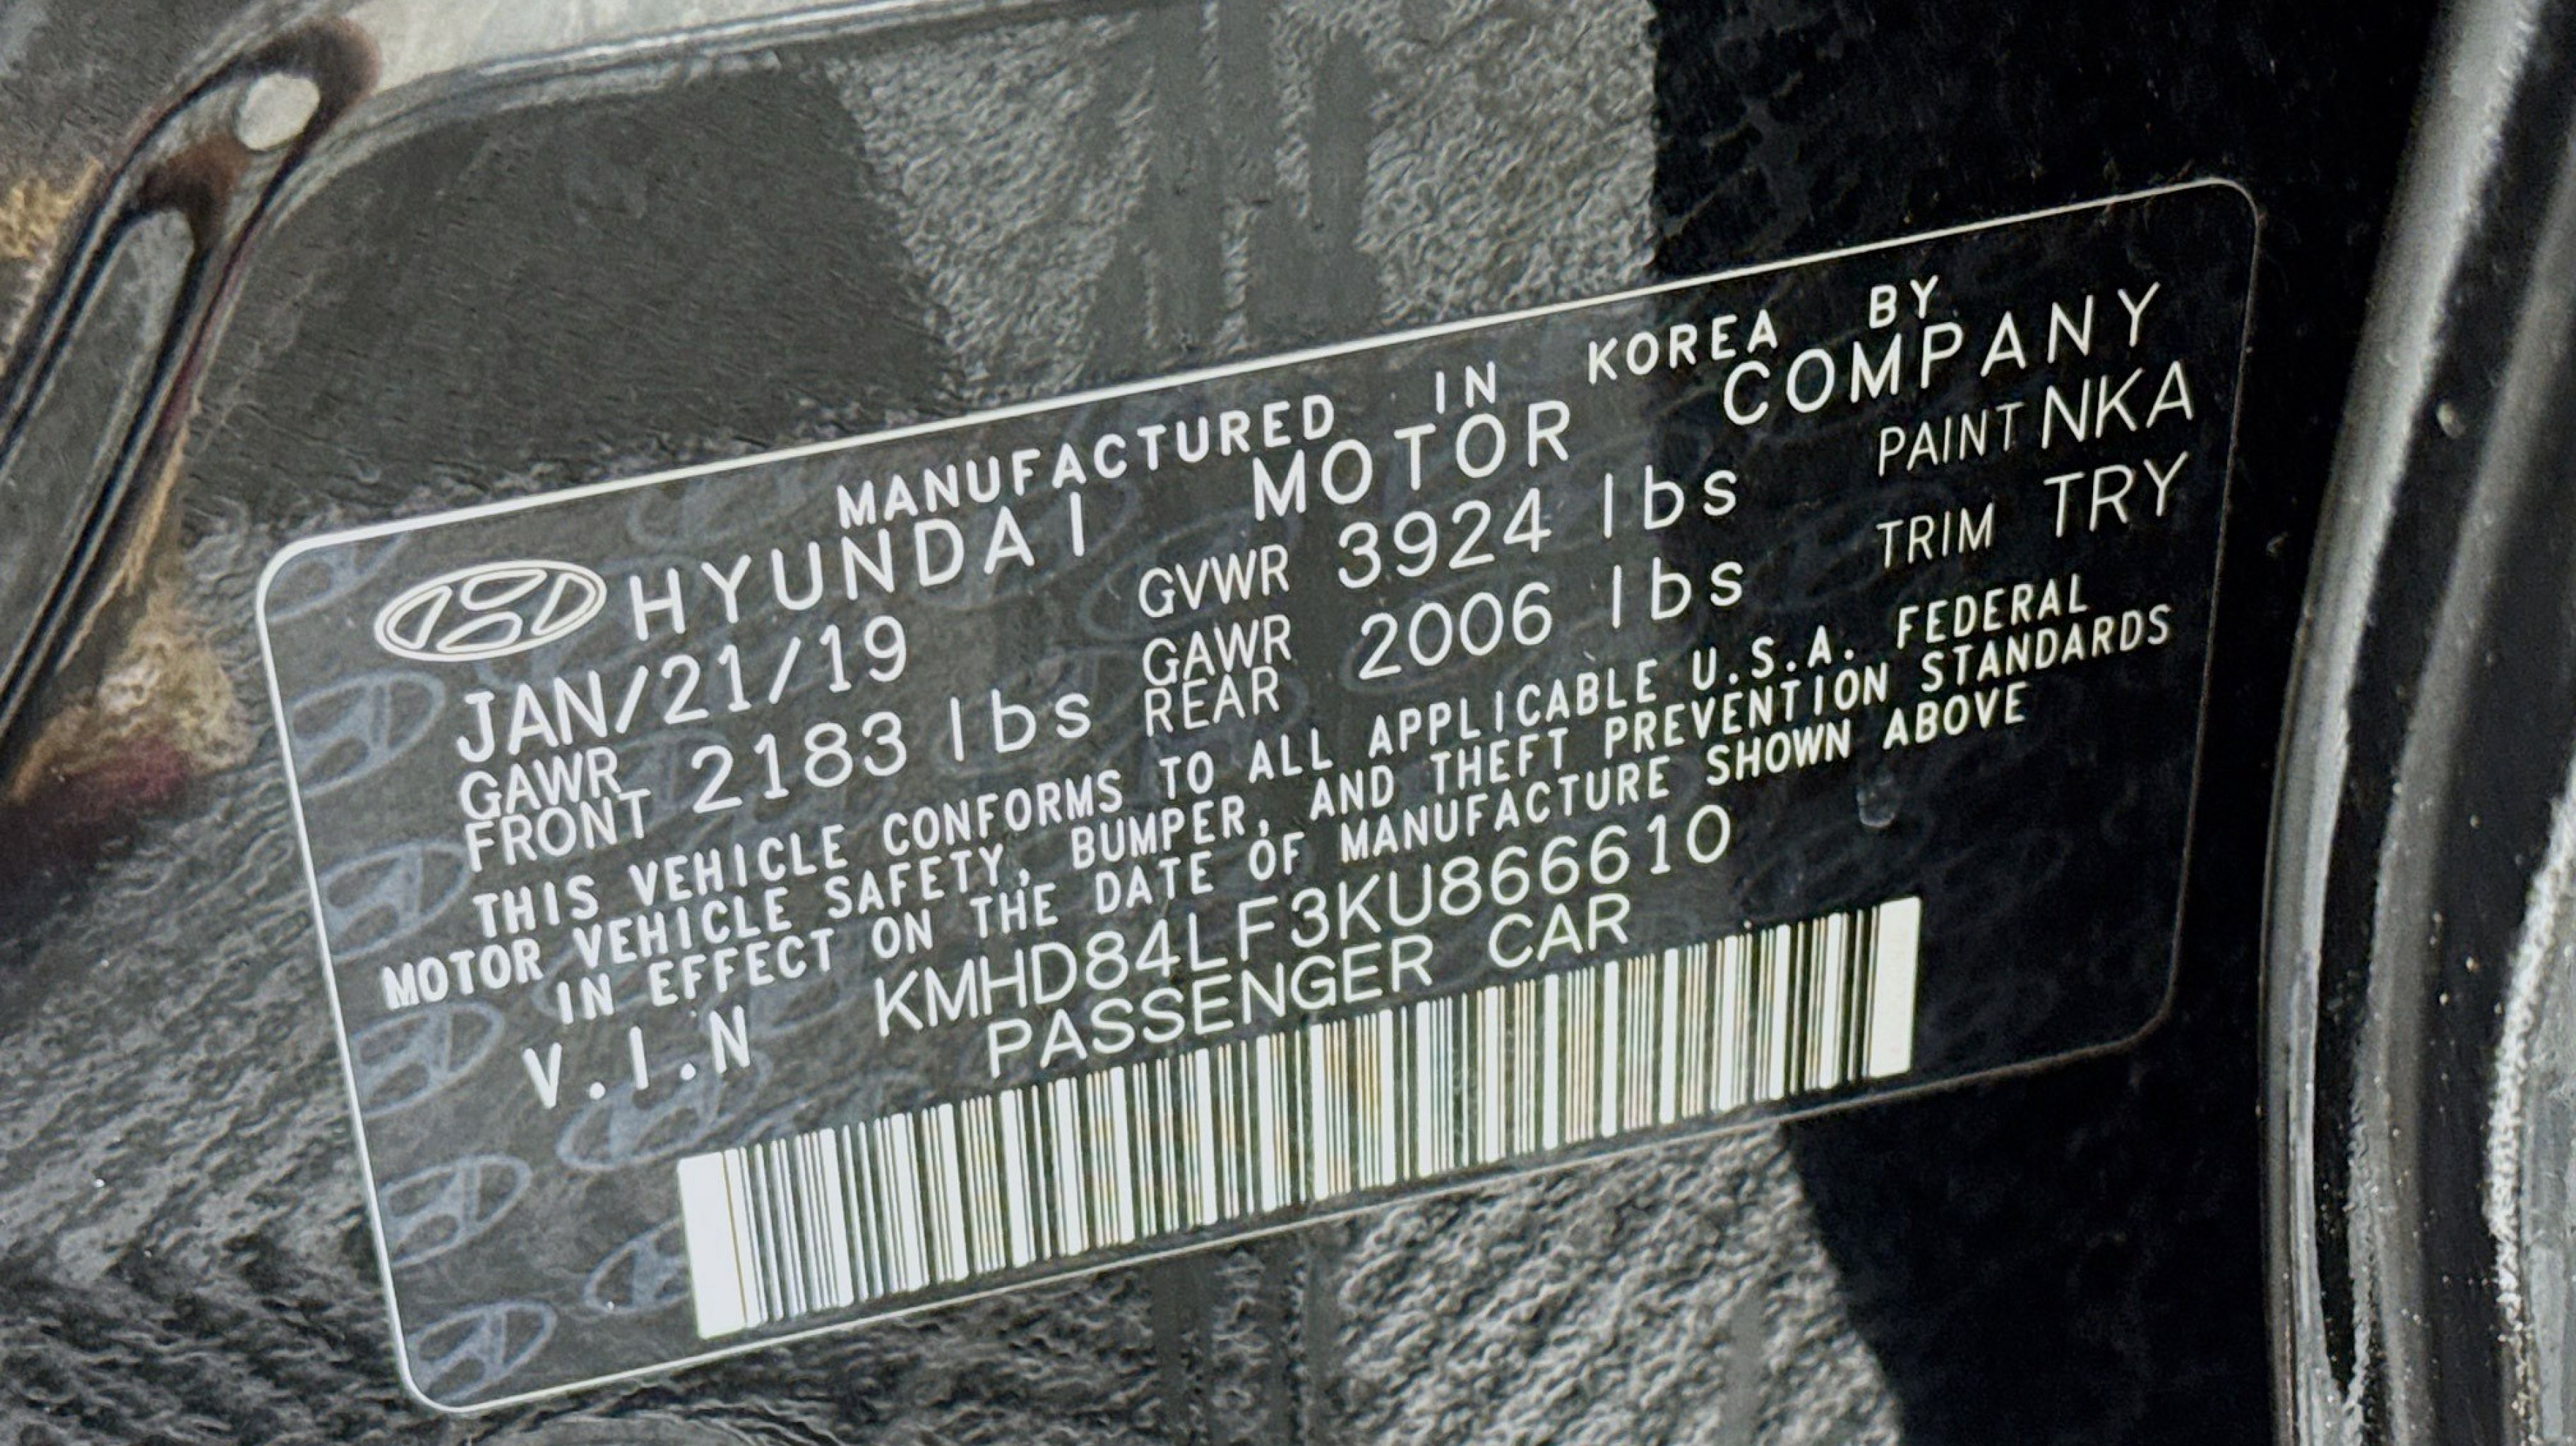 MANUFACTURED IN KOREA BY
HYUNDAI MOTOR COMPANY
JAN/21/19 GVWR 3924 lbs PAINT NKA
GAWR FRONT 2183 lbs GAWR REAR 2006 lbs TRIM TRY
THIS VEHICLE CONFORMS TO ALL APPLICABLE U.S.A. FEDERAL
MOTOR VEHICLE SAFETY, BUMPER, AND THEFT PREVENTION STANDARDS
IN EFFECT ON THE DATE OF MANUFACTURE SHOWN ABOVE
V.I.N KMHD84LF3KU866610
PASSENGER CAR